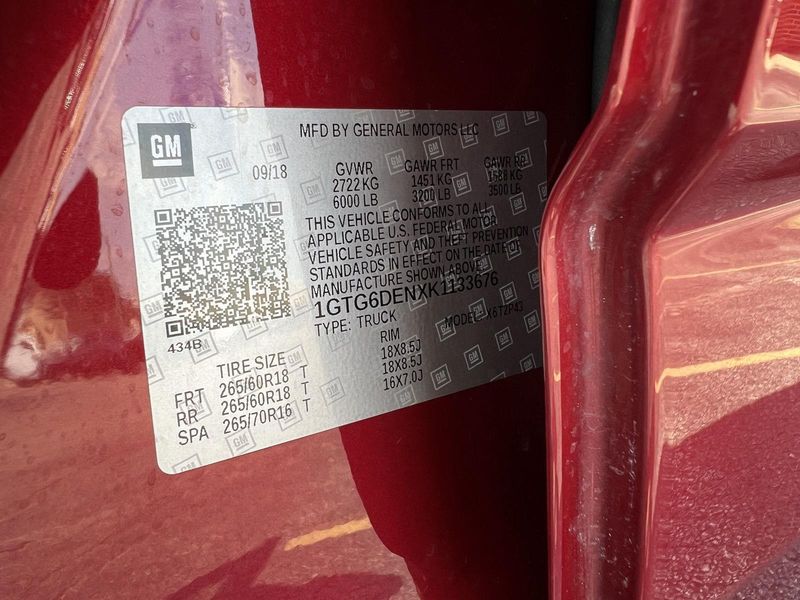 GM
MFD BY GENERAL MOTORS LLC
09/18
GVWR GAWR FRT GAWR RR
2722 KG 1451 KG 1588 KG
6000 LB 3200 LB 3500 LB
THIS VEHICLE CONFORMS TO ALL
APPLICABLE U.S. FEDERAL MOTOR
VEHICLE SAFETY AND THEFT PREVENTION
STANDARDS IN EFFECT ON THE DATE OF
MANUFACTURE SHOWN ABOVE.
1GTG6DENXK1133676
TYPE: TRUCK MODEL: K6T2P43
434B
TIRE SIZE RIM
FRT 265/60R18 T 18X8.5J
RR 265/60R18 T 18X8.5J
SPA 265/70R16 T 16X7.0J